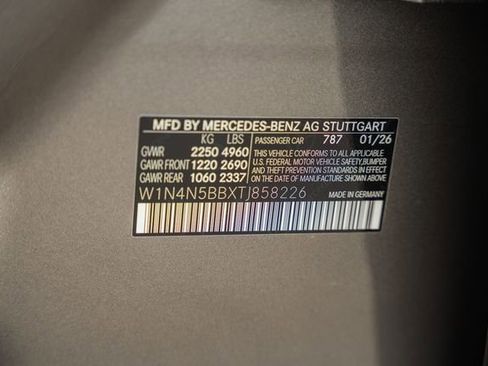 MFD BY MERCEDES-BENZ AG STUTTGART
KG LBS PASSENGER CAR 787 01/26
GVWR 2250 4960 THIS VEHICLE CONFORMS TO ALL APPLICABLE
GAWR FRONT 1220 2690 U.S. FEDERAL MOTOR VEHICLE SAFETY, BUMPER
GAWR REAR 1060 2337 AND THEFT PREVENTION STANDARDS IN EFFECT
ON THE DATE OF MANUFACTURE SHOWN ABOVE.
W1N4N5BBXTJ858226 MADE IN GERMANY